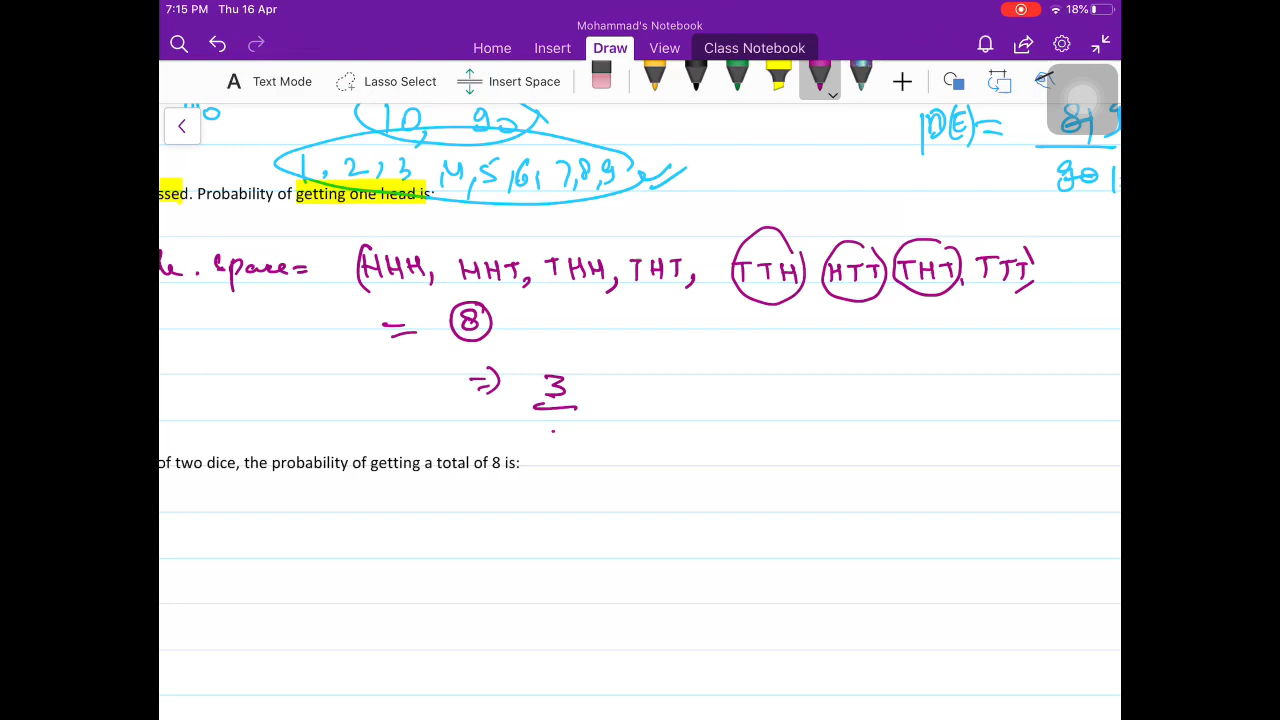 7:15 PM Thu 16 Apr 18%
Mohammad's Notebook
Home Insert Draw View Class Notebook
A Text Mode Lasso Select Insert Space
10, 90
P(E)=
1, 2, 3, 4, 5, 6, 7, 8, 9
ssed. Probability of getting one head is:
le. Space= (HHH, HHT, THH, THT, TTH HTT THT, TTT)
= 8
=> 3
of two dice, the probability of getting a total of 8 is: